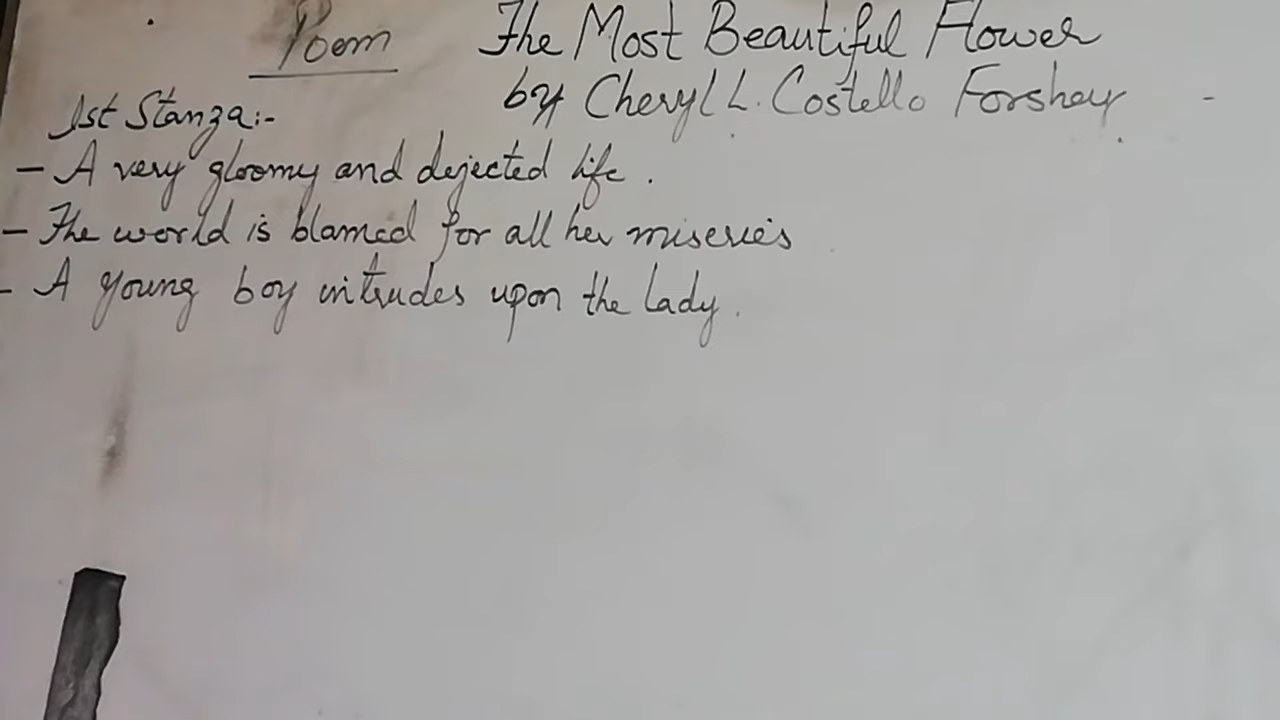 Poem The Most Beautiful Flower
by Cheryl L. Costello Forshey -
1st Stanza:-
- A very gloomy and dejected life.
- The world is blamed for all her miseries
- A young boy intrudes upon the lady.